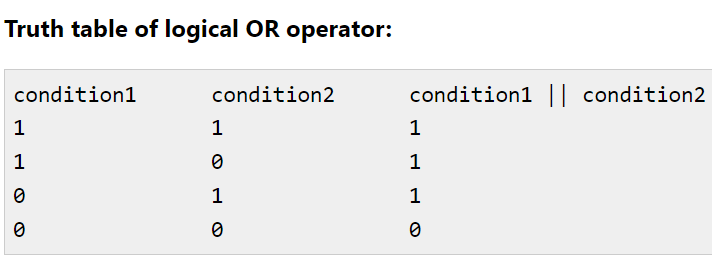 Truth table of logical OR operator:
condition1 condition2 condition1 || condition2
1 1 1
1 0 1
0 1 1
0 0 0